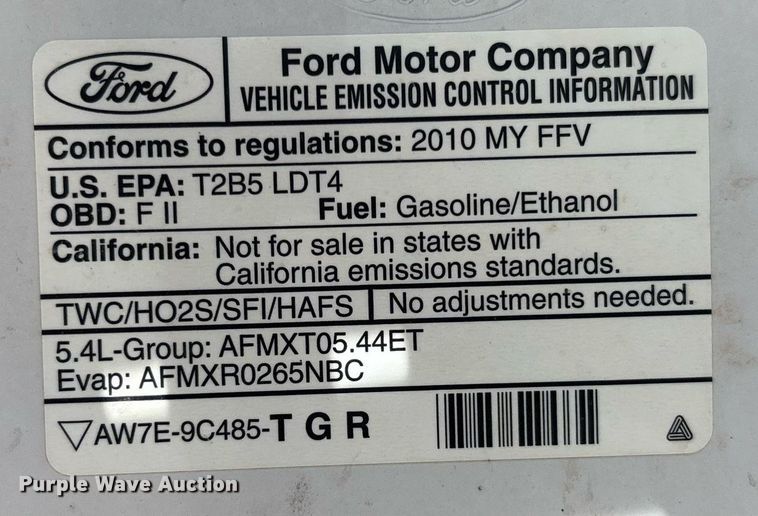 Ford
Ford Motor Company
VEHICLE EMISSION CONTROL INFORMATION
Conforms to regulations: 2010 MY FFV
U.S. EPA: T2B5 LDT4
OBD: F II Fuel: Gasoline/Ethanol
California: Not for sale in states with
California emissions standards.
TWC/HO2S/SFI/HAFS No adjustments needed.
5.4L-Group: AFMXT05.44ET
Evap: AFMXR0265NBC
AW7E-9C485-T G R
Purple Wave Auction